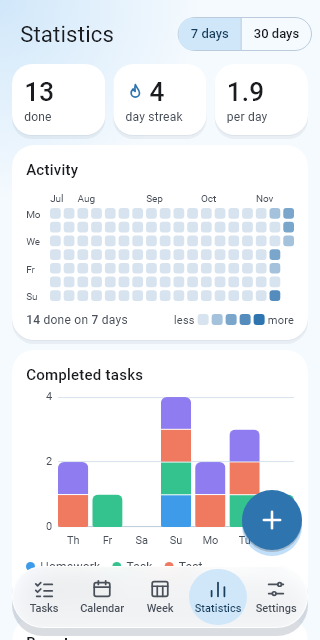 Statistics
7 days 30 days
13 4 1.9
done day streak per day
Activity
Jul Aug Sep Oct Nov
Mo
We
Fr
Su
14 done on 7 days less more
Completed tasks
4
2
0
Th Fr Sa Su Mo Tu
Homework Task Test
Tasks Calendar Week Statistics Settings